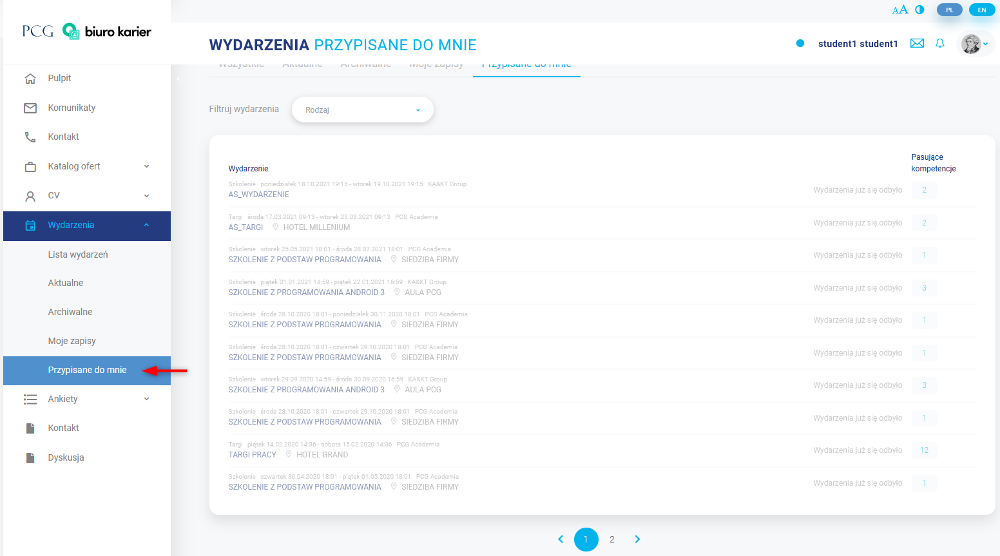 AA PL EN
PCG biuro karier
WYDARZENIA PRZYPISANE DO MNIE
student1 student1
Wszystkie Aktualne Archiwalne Moje zapisy Przypisane do mnie
Pulpit
Komunikaty
Kontakt
Katalog ofert
CV
Wydarzenia
Lista wydarzeń
Aktualne
Archiwalne
Moje zapisy
Przypisane do mnie
Ankiety
Kontakt
Dyskusja
Filtruj wydarzenia Rodzaj
Wydarzenie
Pasujące
kompetencje
Szkolenie poniedziałek 18.10.2021 19:15 - wtorek 19.10.2021 19:15 KA&KT Group
AS_WYDARZENIE
Wydarzenia już się odbyło 2
Targi środa 17.03.2021 09:13 - wtorek 23.03.2021 09:13 PCG Academia
AS_TARGI HOTEL MILLENIUM
Wydarzenia już się odbyło 2
Szkolenie wtorek 25.05.2021 18:01 - środa 28.07.2021 18:01 PCG Academia
SZKOLENIE Z PODSTAW PROGRAMOWANIA SIEDZIBA FIRMY
Wydarzenia już się odbyło 1
Szkolenie piątek 01.01.2021 14:59 - piątek 22.01.2021 16:59 KA&KT Group
SZKOLENIE Z PROGRAMOWANIA ANDROID 3 AULA PCG
Wydarzenia już się odbyło 3
Szkolenie środa 28.10.2020 18:01 - poniedziałek 30.11.2020 18:01 PCG Academia
SZKOLENIE Z PODSTAW PROGRAMOWANIA SIEDZIBA FIRMY
Wydarzenia już się odbyło 1
Szkolenie środa 28.10.2020 18:01 - czwartek 29.10.2020 18:01 PCG Academia
SZKOLENIE Z PODSTAW PROGRAMOWANIA SIEDZIBA FIRMY
Wydarzenia już się odbyło 1
Szkolenie wtorek 29.09.2020 14:59 - środa 30.09.2020 16:59 KA&KT Group
SZKOLENIE Z PROGRAMOWANIA ANDROID 3 AULA PCG
Wydarzenia już się odbyło 3
Szkolenie środa 28.10.2020 18:01 - czwartek 29.10.2020 18:01 PCG Academia
SZKOLENIE Z PODSTAW PROGRAMOWANIA SIEDZIBA FIRMY
Wydarzenia już się odbyło 1
Targi piątek 14.02.2020 14:36 - sobota 15.02.2020 14:36 PCG Academia
TARGI PRACY HOTEL GRAND
Wydarzenia już się odbyło 12
Szkolenie czwartek 30.04.2020 18:01 - piątek 01.05.2020 18:01 PCG Academia
SZKOLENIE Z PODSTAW PROGRAMOWANIA SIEDZIBA FIRMY
Wydarzenia już się odbyło 1
1 2